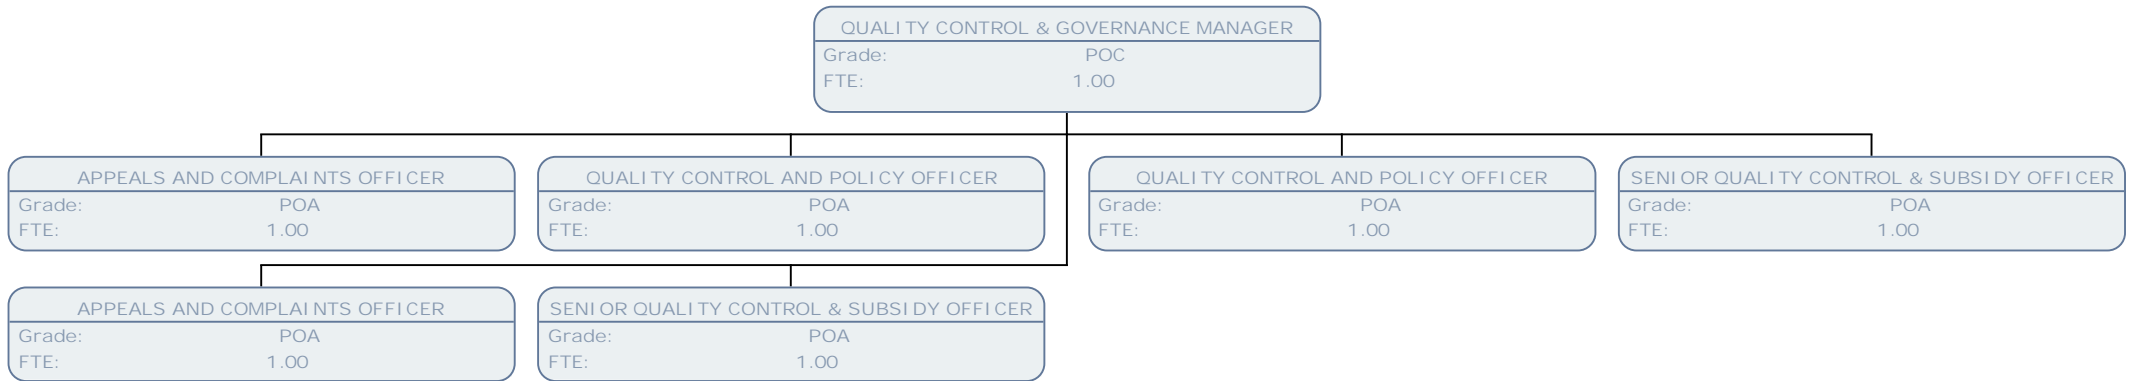 QUALITY CONTROL & GOVERNANCE MANAGER
Grade: POC
FTE: 1.00
APPEALS AND COMPLAINTS OFFICER
Grade: POA
FTE: 1.00
QUALITY CONTROL AND POLICY OFFICER
Grade: POA
FTE: 1.00
QUALITY CONTROL AND POLICY OFFICER
Grade: POA
FTE: 1.00
SENIOR QUALITY CONTROL & SUBSIDY OFFICER
Grade: POA
FTE: 1.00
APPEALS AND COMPLAINTS OFFICER
Grade: POA
FTE: 1.00
SENIOR QUALITY CONTROL & SUBSIDY OFFICER
Grade: POA
FTE: 1.00